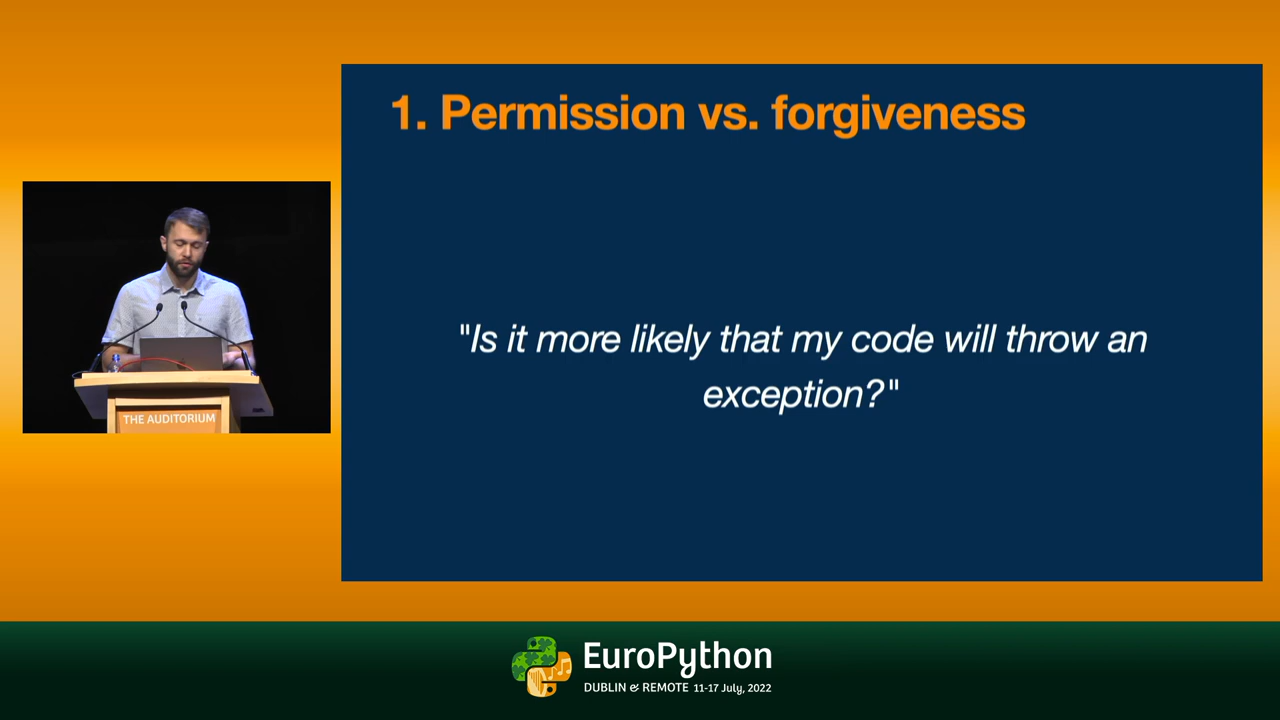 1. Permission vs. forgiveness
"Is it more likely that my code will throw an
exception?"
THE AUDITORIUM
EuroPython
DUBLIN & REMOTE 11-17 July, 2022